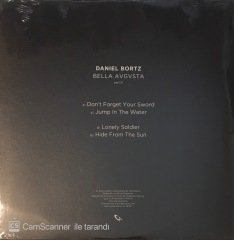 DANIEL BORTZ
BELLA AVGVSTA
Don't Forget Your Sword
Jump In The Water
Lonely Soldier
Hide From The Sun
CS CamScanner ile tarandı